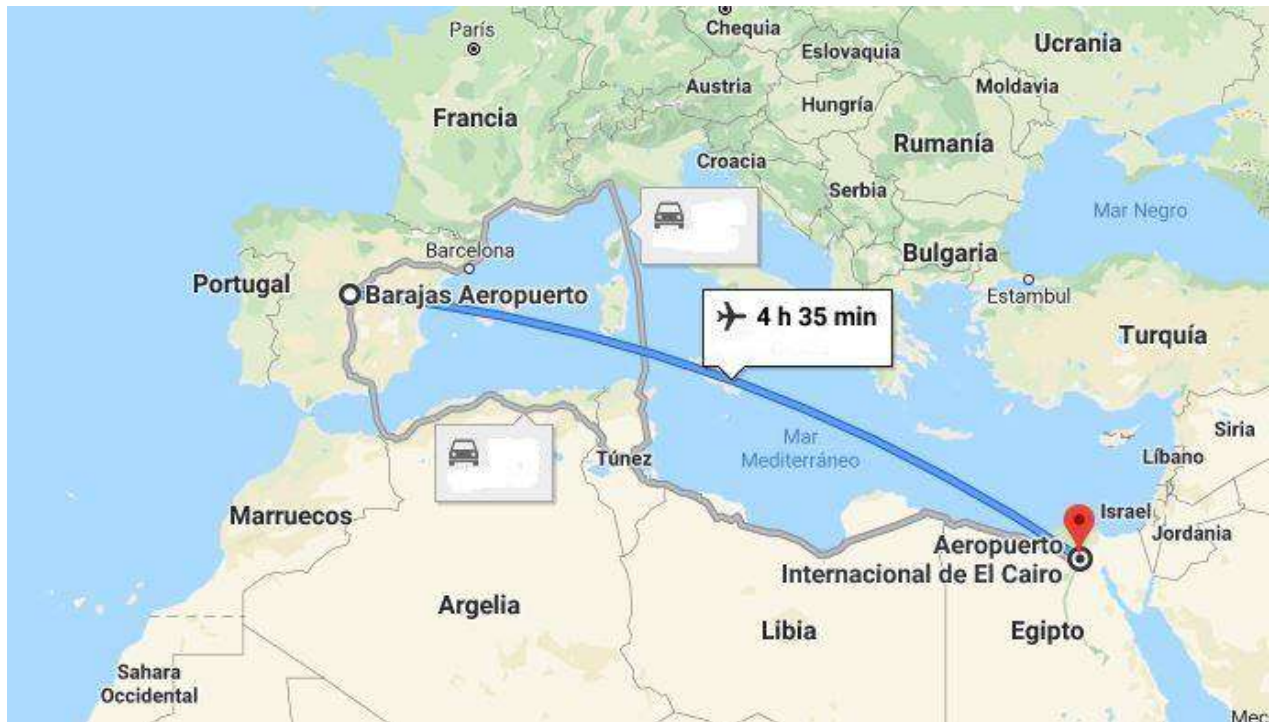 París
Chequia
Eslovaquia
Ucrania
Austria
Moldavia
Hungría
Francia
Rumanía
Croacia
Serbia
Mar Negro
Barcelona
Bulgaria
Portugal
Barajas Aeropuerto
Estambul
4 h 35 min
Turquía
Siria
Mar
Mediterráneo
Líbano
Túnez
Marruecos
Israel
Jordania
Aeropuerto
Internacional de El Cairo
Argelia
Libia
Egipto
Sahara
Occidental
Mec